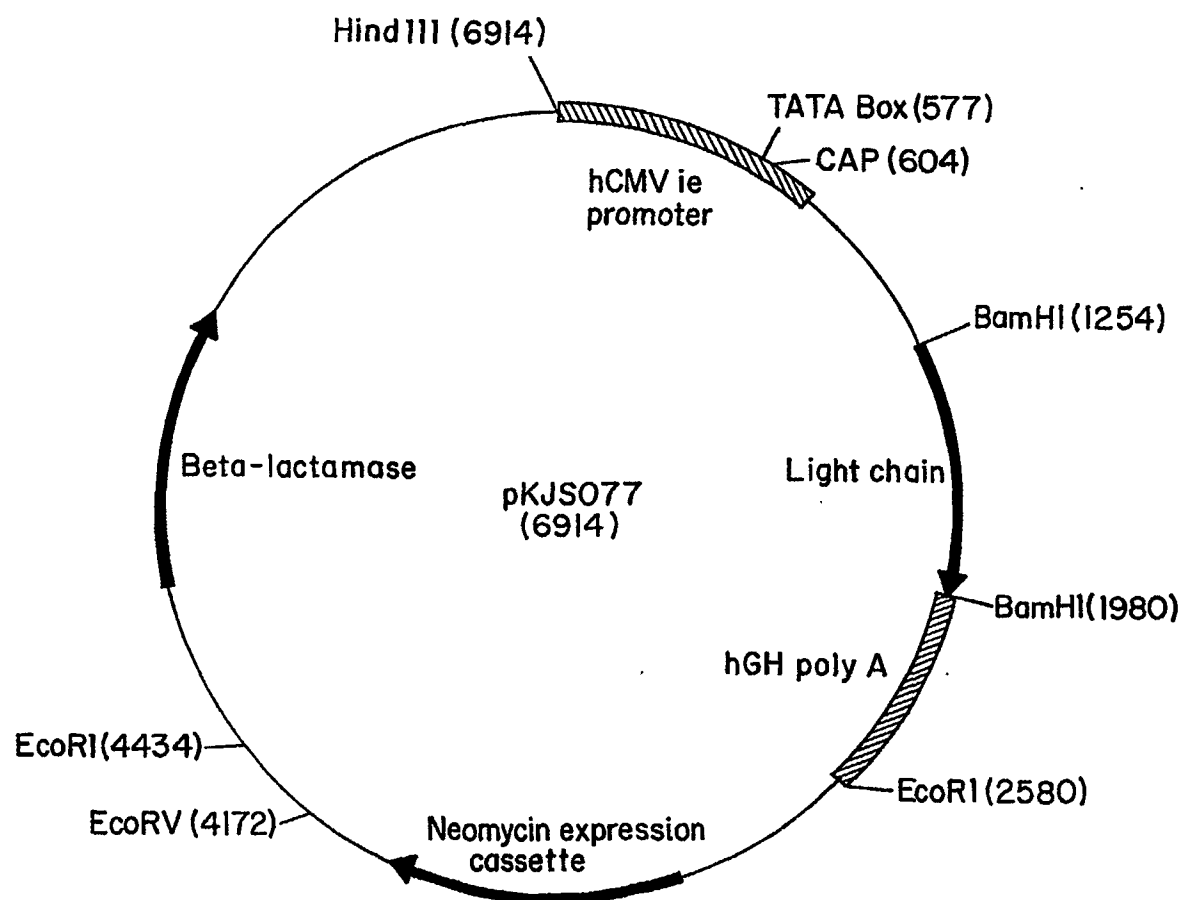 Hind111 (6914)
TATA Box (577)
CAP (604)
hCMV ie
promoter
BamH1 (1254)
Beta-lactamase
Light chain
pKJS077
(6914)
BamH1(1980)
hGH poly A
EcoR1(4434)
EcoR1(2580)
EcoRV (4172)
Neomycin expression
cassette